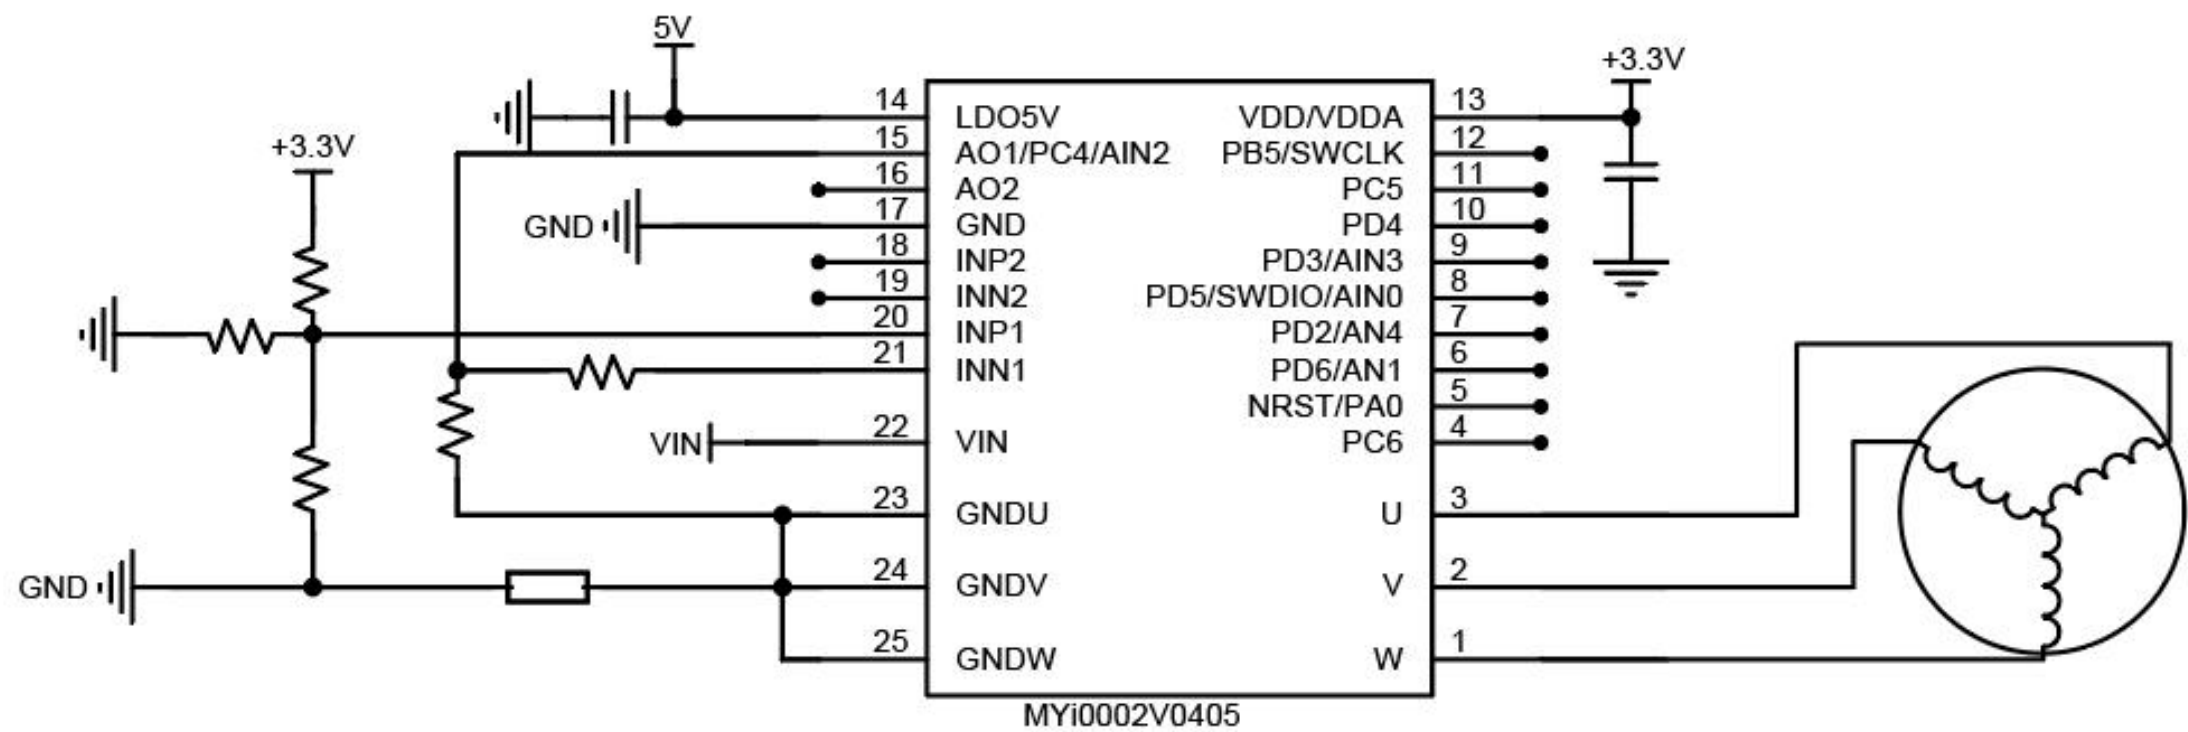 5V
+3.3V
14 LDO5V VDD/VDDA 13
15 AO1/PC4/AIN2 PB5/SWCLK 12
+3.3V
16 AO2 PC5 11
GND 17 GND PD4 10
18 INP2 PD3/AIN3 9
19 INN2 PD5/SWDIO/AIN0 8
20 INP1 PD2/AN4 7
21 INN1 PD6/AN1 6
NRST/PA0 5
VIN 22 VIN PC6 4
23 GNDU U 3
GND 24 GNDV V 2
25 GNDW W 1
MYi0002V0405